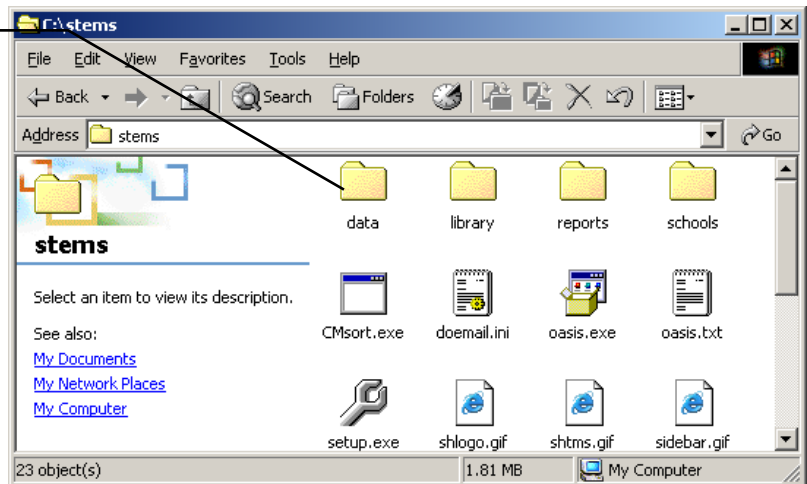 C:\stems
File Edit View Favorites Tools Help
Back Search Folders
Address stems Go
stems
Select an item to view its description.
See also:
My Documents
My Network Places
My Computer
data library reports schools
CMsort.exe doemail.ini oasis.exe oasis.txt
setup.exe shlogo.gif shtms.gif sidebar.gif
23 object(s) 1.81 MB My Computer